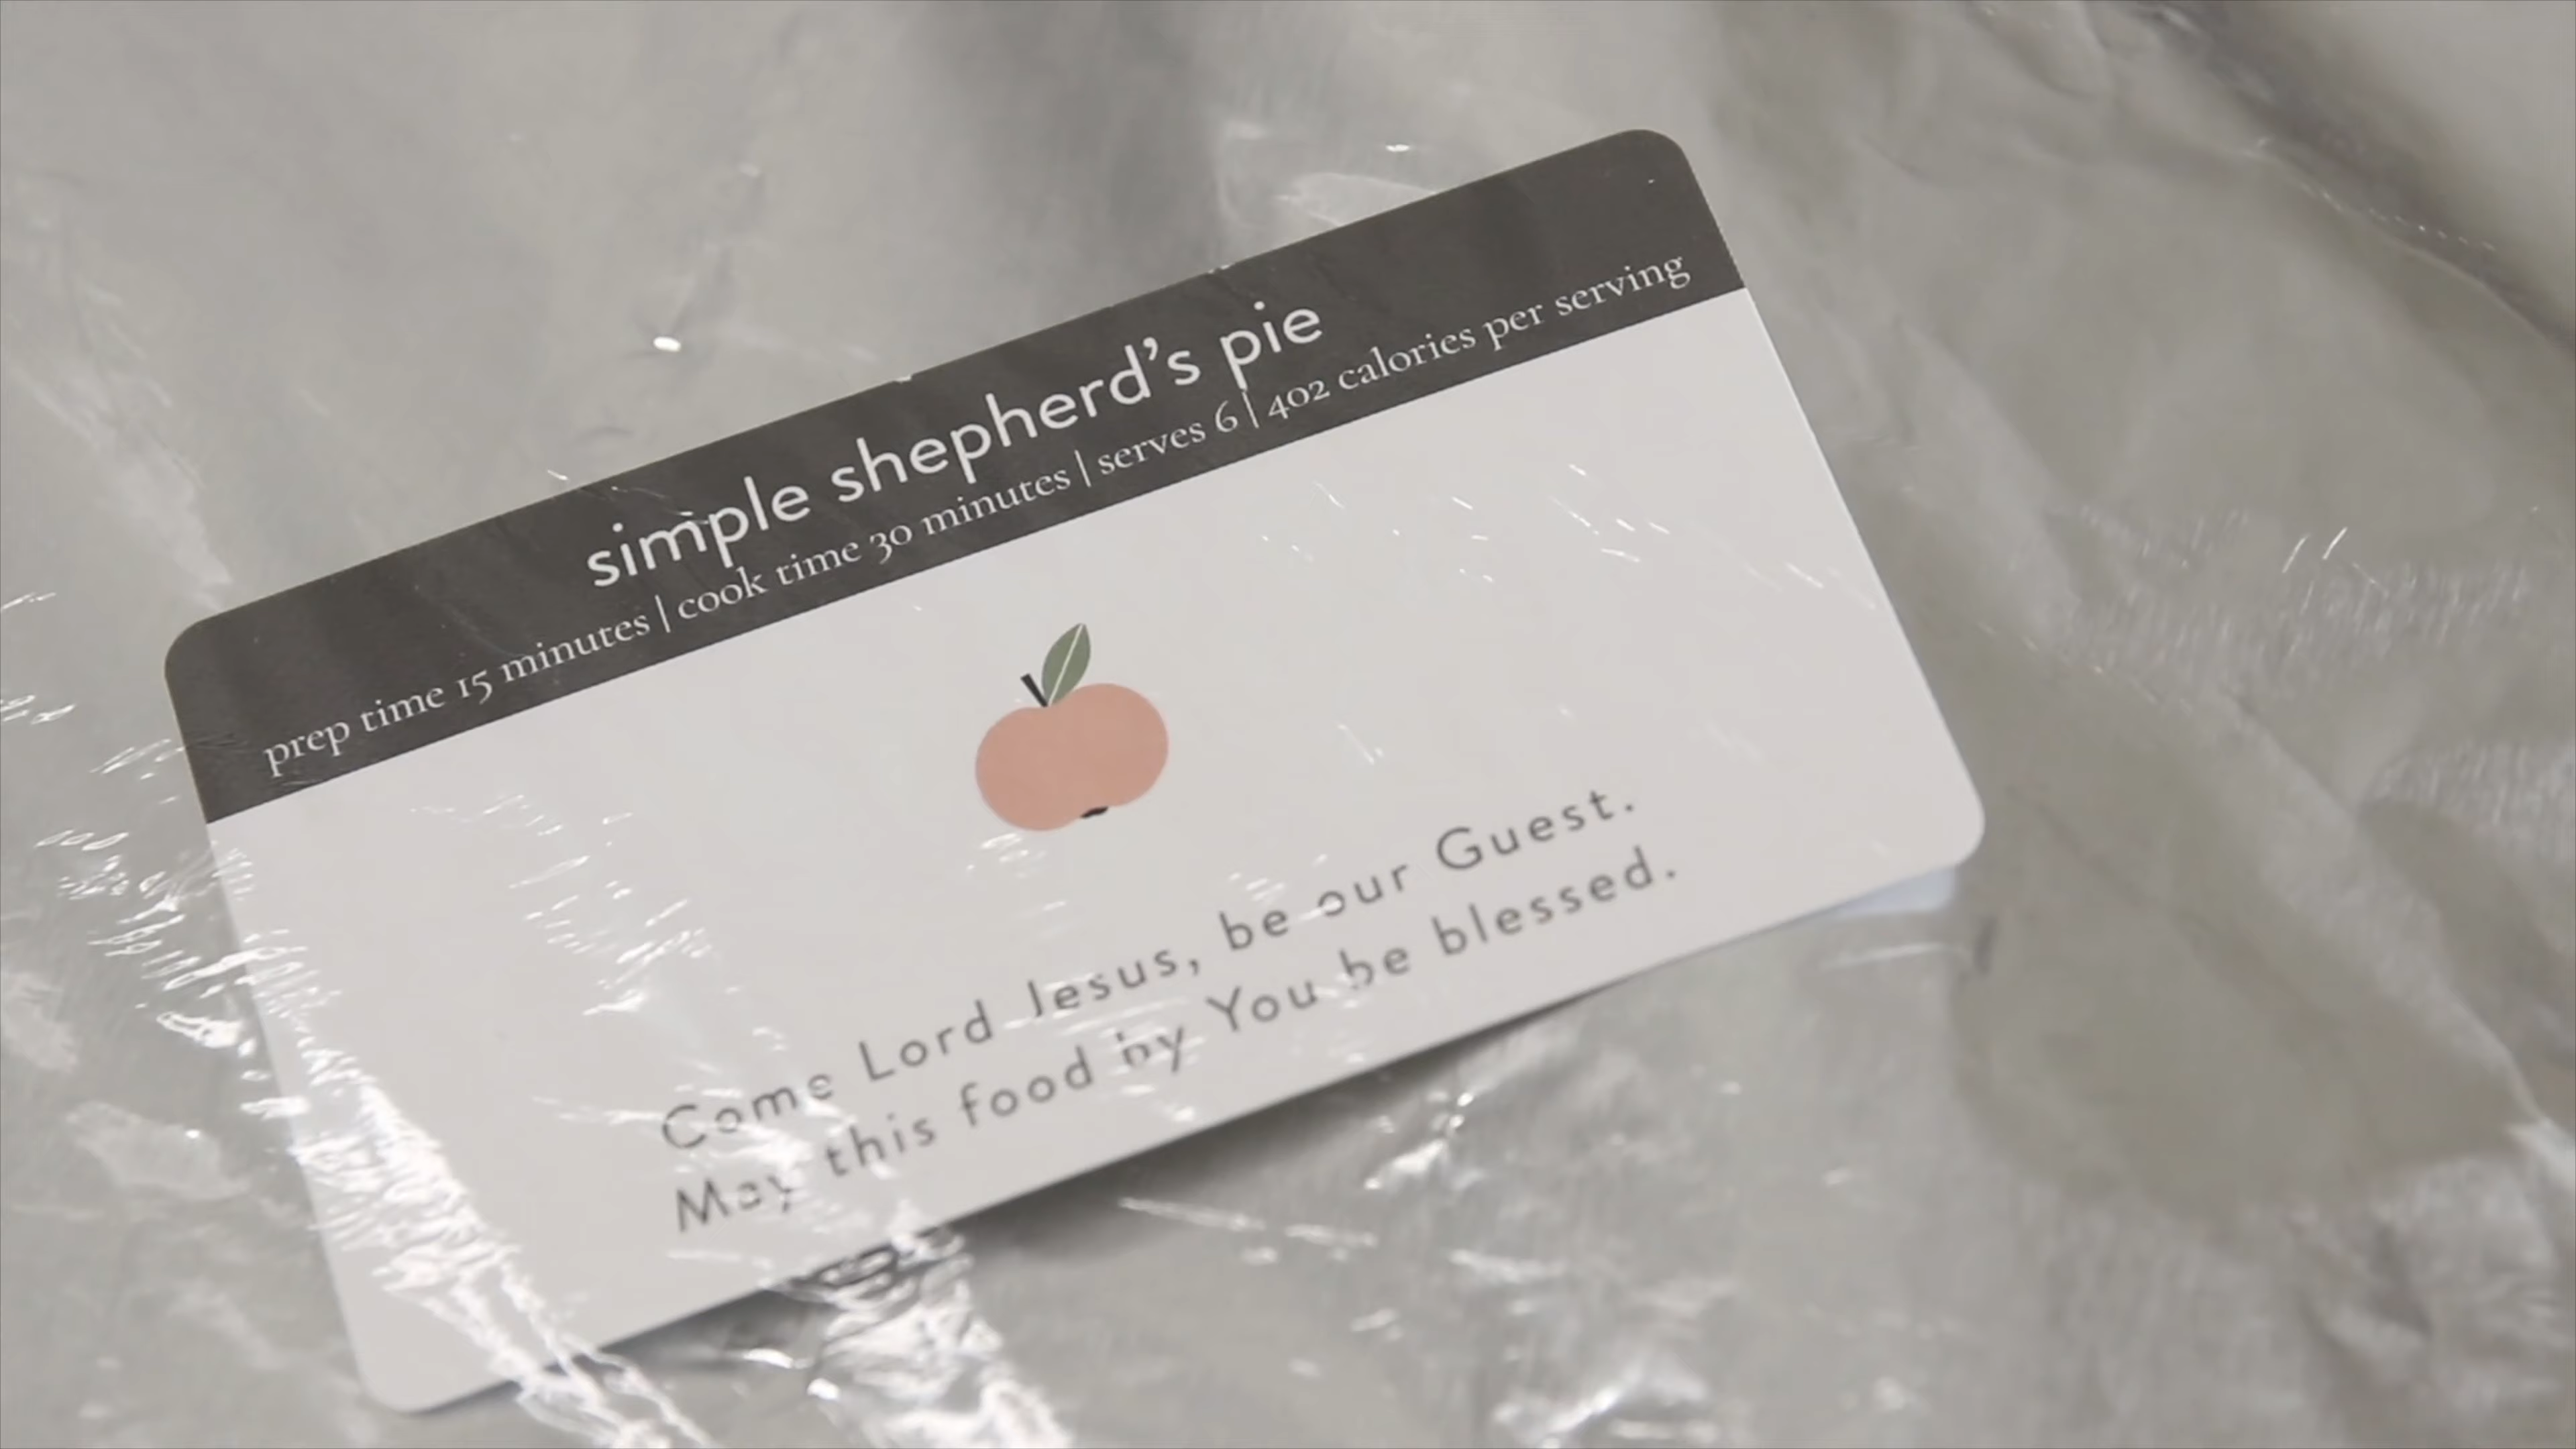 simple shepherd's pie
prep time 15 minutes | cook time 30 minutes | serves 6 | 402 calories per serving
Come Lord Jesus, be our Guest.
May this food by You be blessed.